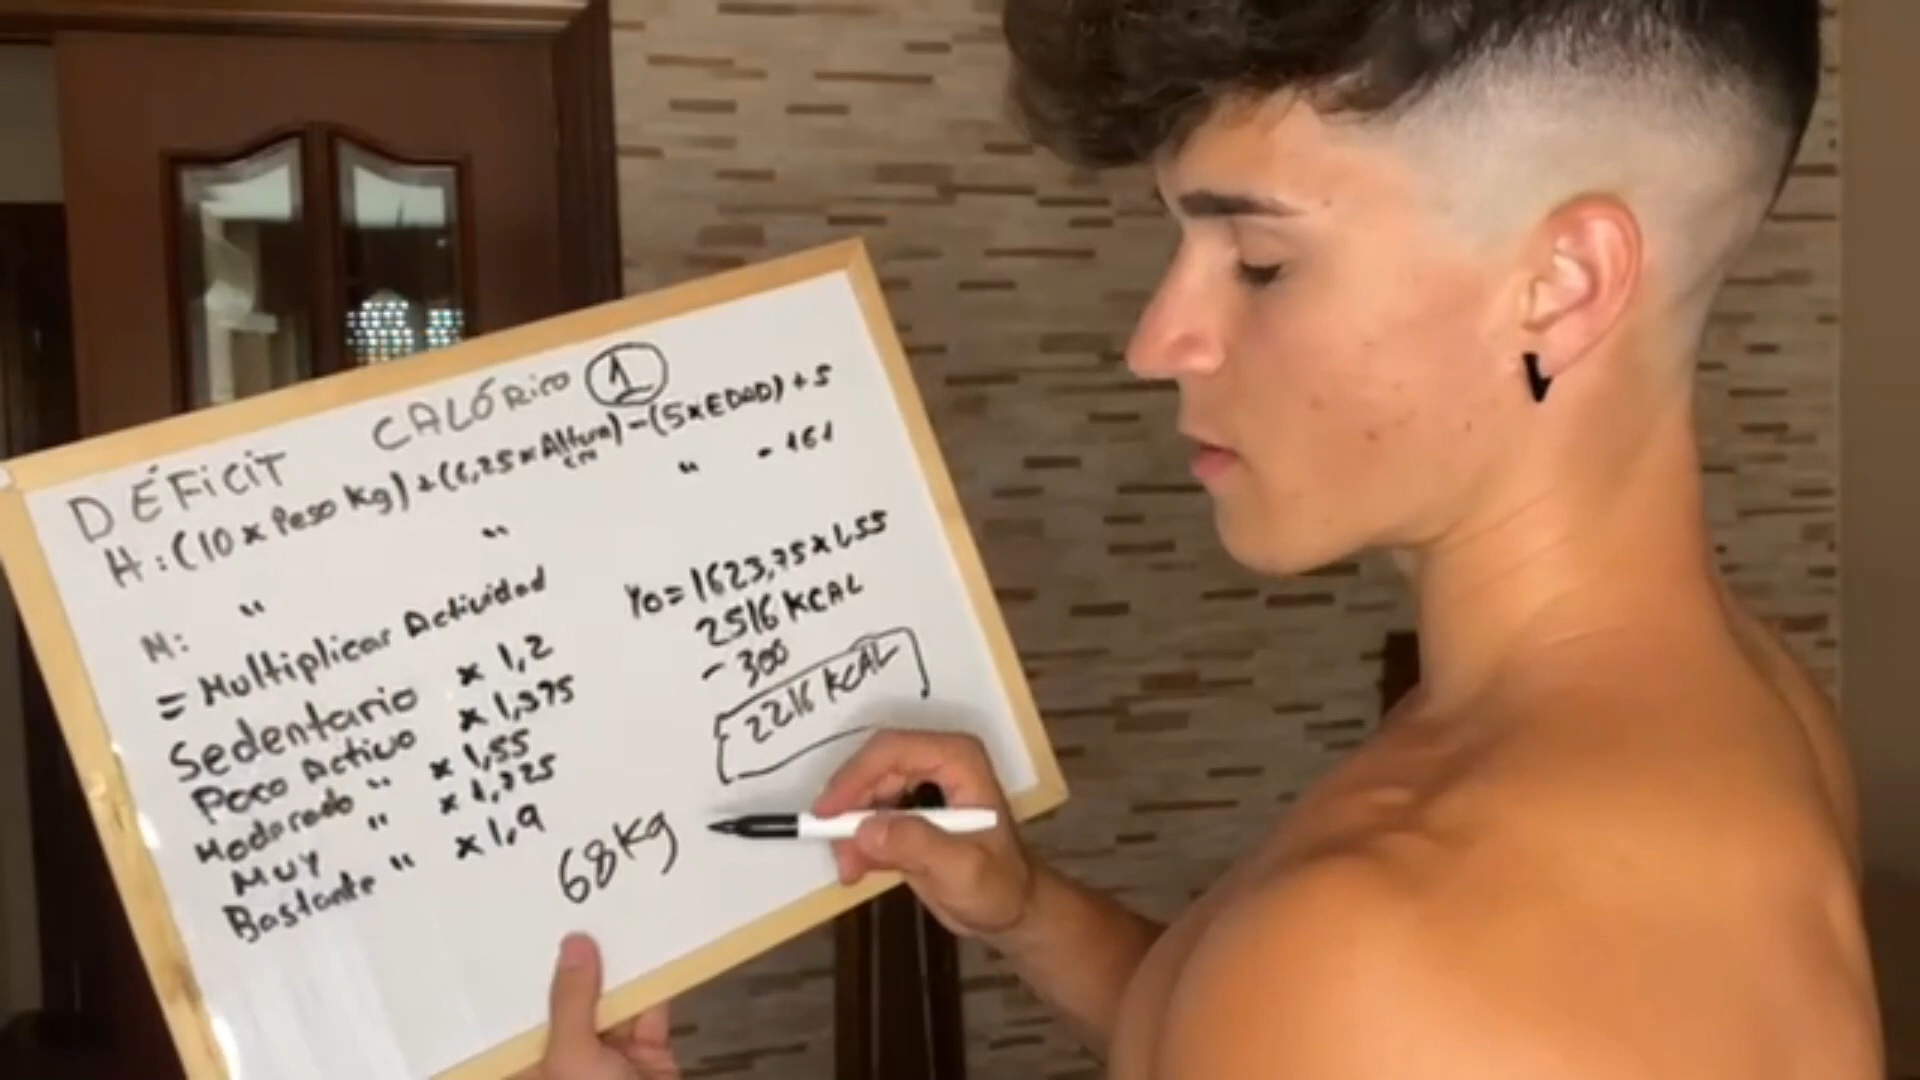 DÉFiCiT CALÓRico 1
H: (10 x Peso Kg) + (6,25 x Altura) - (5 x EDAD) + 5
cm
M: " " " - 161
= Multiplicar Actividad
Sedentario x 1,2
Poco Activo x 1,375
Moderado " x 1,55
MUY " x 1,725
Bastante " x 1,9
Yo = 1623,75 x 1,55
2516 KCAL
- 300
2216 KCAL
68 Kg